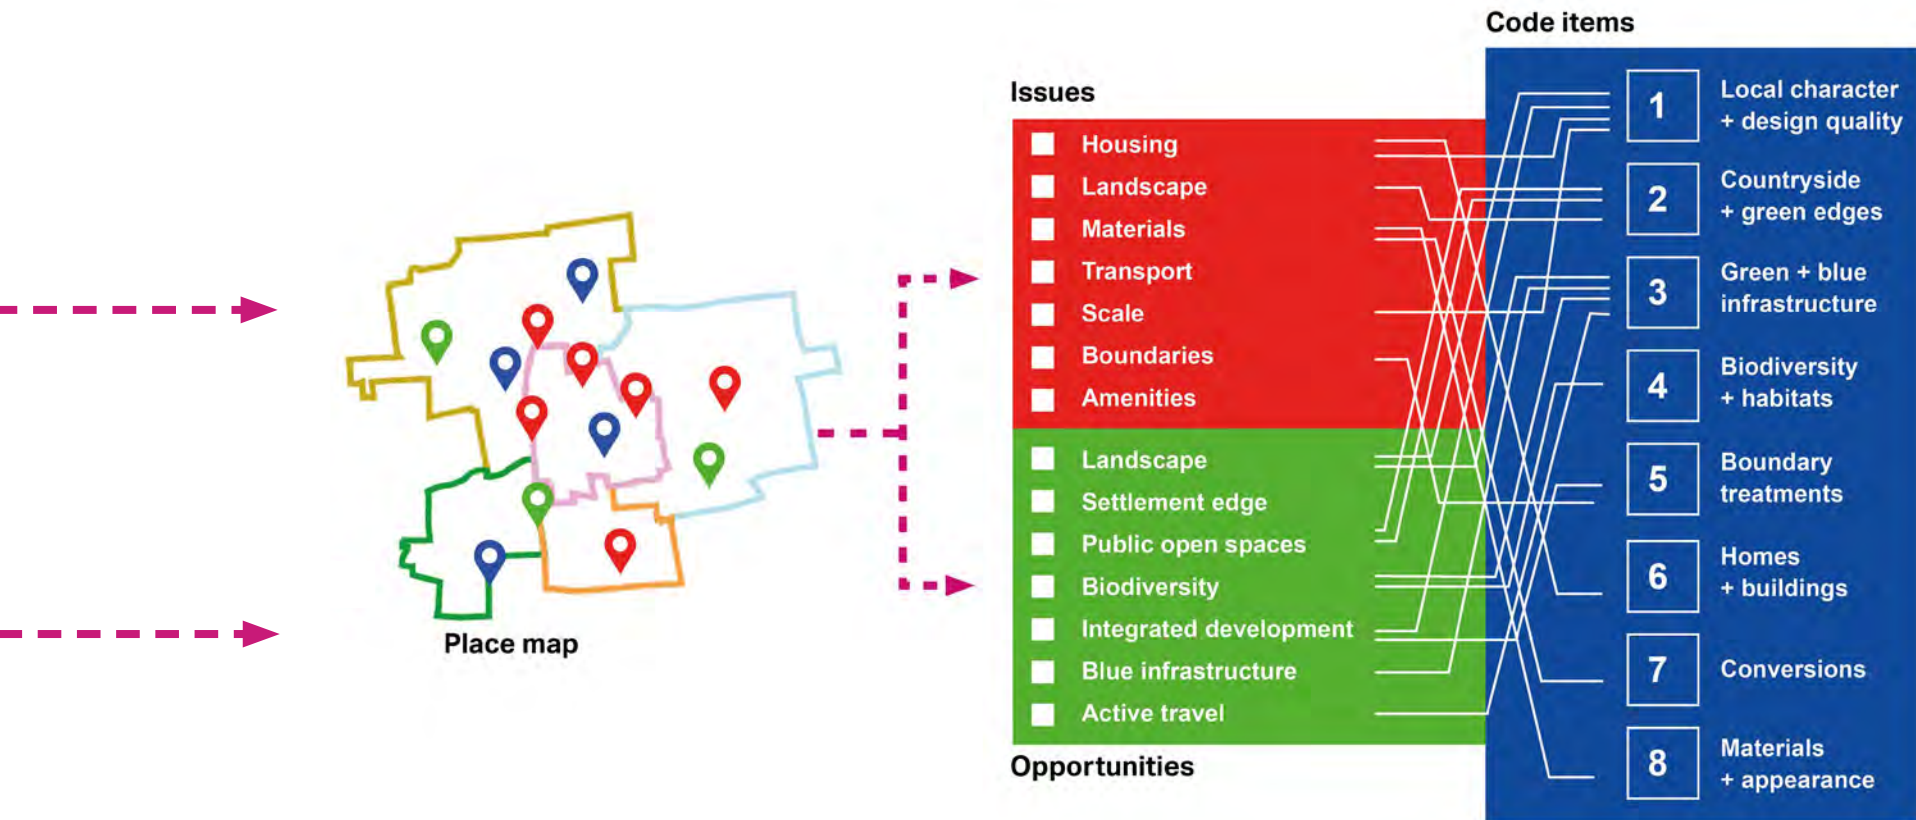 Place map
Issues
Housing
Landscape
Materials
Transport
Scale
Boundaries
Amenities
Landscape
Settlement edge
Public open spaces
Biodiversity
Integrated development
Blue infrastructure
Active travel
Opportunities
Code items
1
Local character
+ design quality
2
Countryside
+ green edges
3
Green + blue
infrastructure
4
Biodiversity
+ habitats
5
Boundary
treatments
6
Homes
+ buildings
7
Conversions
8
Materials
+ appearance